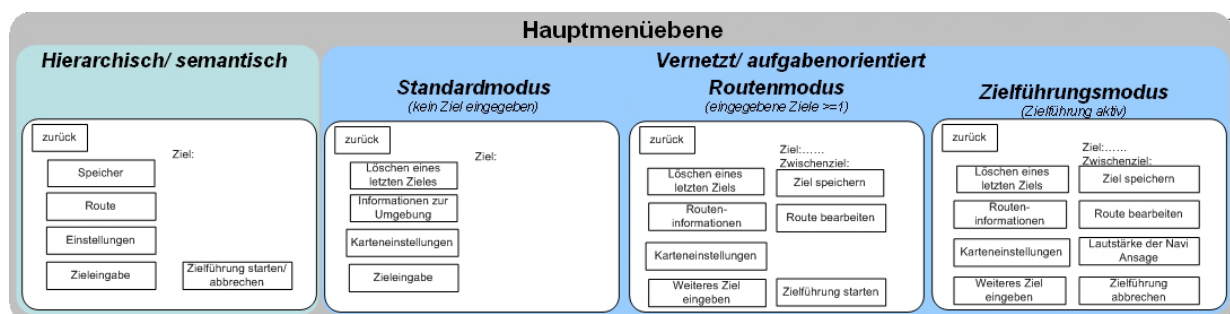 Hauptmenüebene
Hierarchisch/ semantisch
Vernetzt/ aufgabenorientiert
Standardmodus
(kein Ziel eingegeben)
Routenmodus
(eingegebene Ziele >=1)
Zielführungsmodus
(Zielführung aktiv)
zurück
Ziel:
Speicher
Route
Einstellungen
Zieleingabe
Zielführung starten/
abbrechen
zurück
Ziel:
Löschen eines
letzten Zieles
Informationen zur
Umgebung
Karteneinstellungen
Zieleingabe
zurück
Ziel:......
Zwischenziel:
Löschen eines
letzten Ziels
Ziel speichern
Routen-
informationen
Route bearbeiten
Karteneinstellungen
Weiteres Ziel
eingeben
Zielführung starten
zurück
Ziel:......
Zwischenziel:
Löschen eines
letzten Ziels
Ziel speichern
Routen-
informationen
Route bearbeiten
Karteneinstellungen
Lautstärke der Navi
Ansage
Weiteres Ziel
eingeben
Zielführung
abbrechen